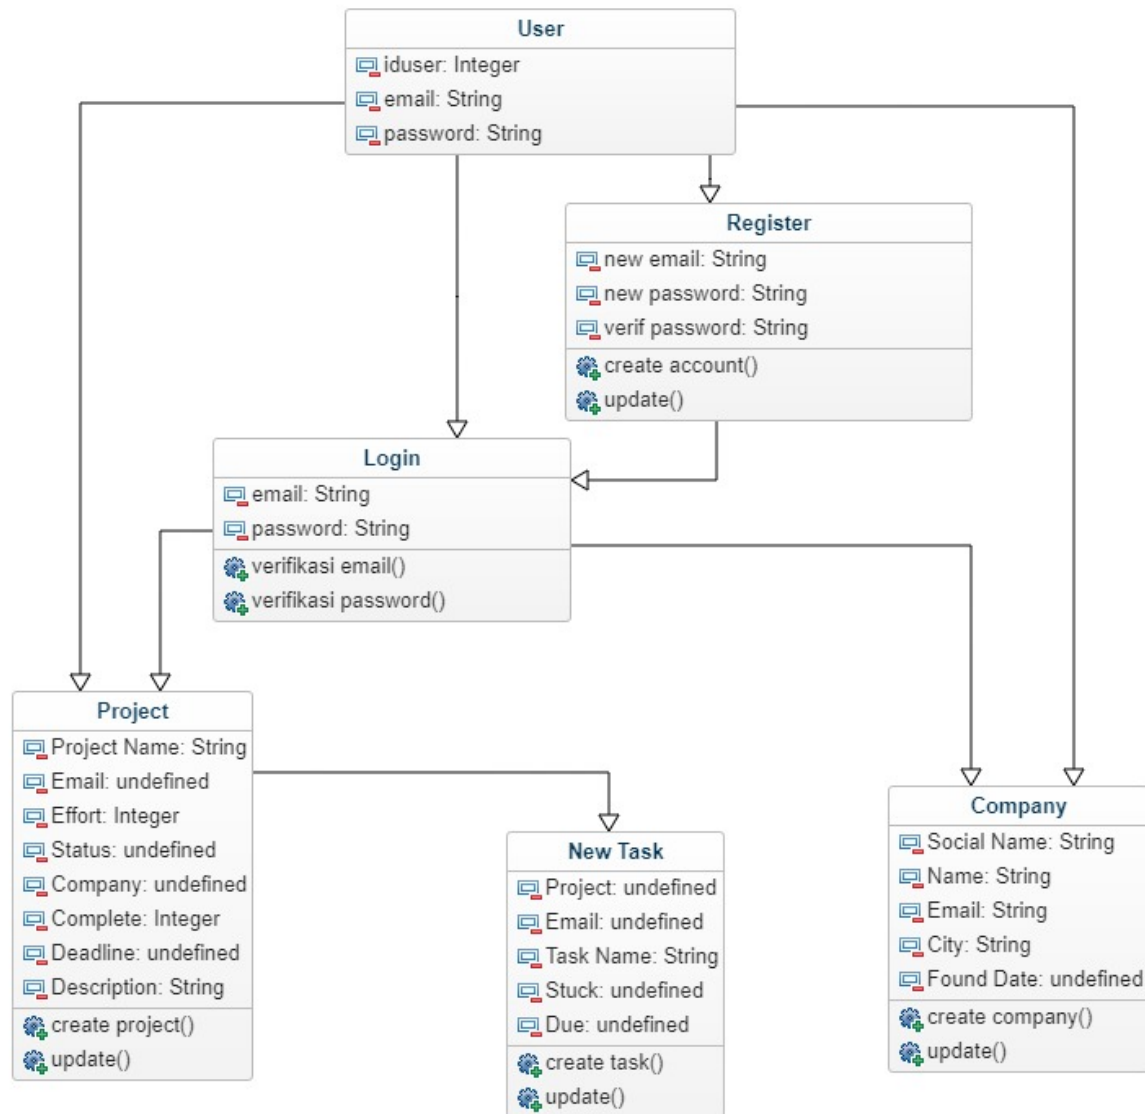 User
iduser: Integer
email: String
password: String
Register
new email: String
new password: String
verif password: String
create account()
update()
Login
email: String
password: String
verifikasi email()
verifikasi password()
Project
Project Name: String
Email: undefined
Effort: Integer
Status: undefined
Company: undefined
Complete: Integer
Deadline: undefined
Description: String
create project()
update()
New Task
Project: undefined
Email: undefined
Task Name: String
Stuck: undefined
Due: undefined
create task()
update()
Company
Social Name: String
Name: String
Email: String
City: String
Found Date: undefined
create company()
update()